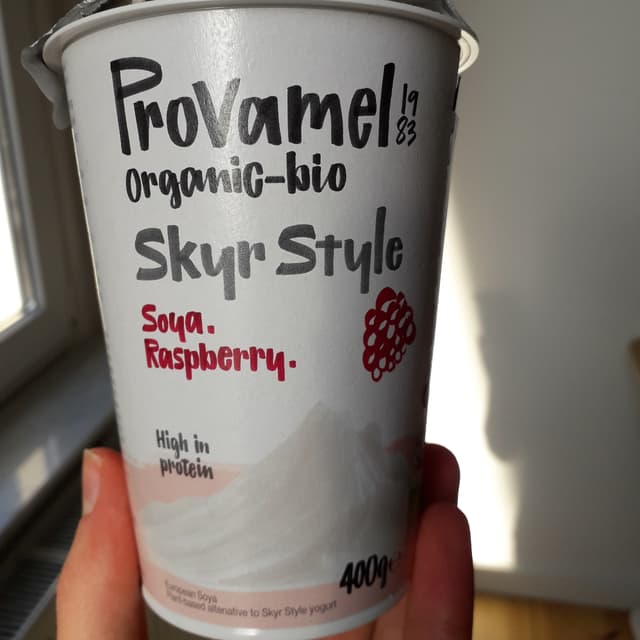 Provamel 19
83
organic-bio
Skyr Style
Soya.
Raspberry.
High in
protein
400g e
European Soya
Plant-based alternative to Skyr Style yogurt